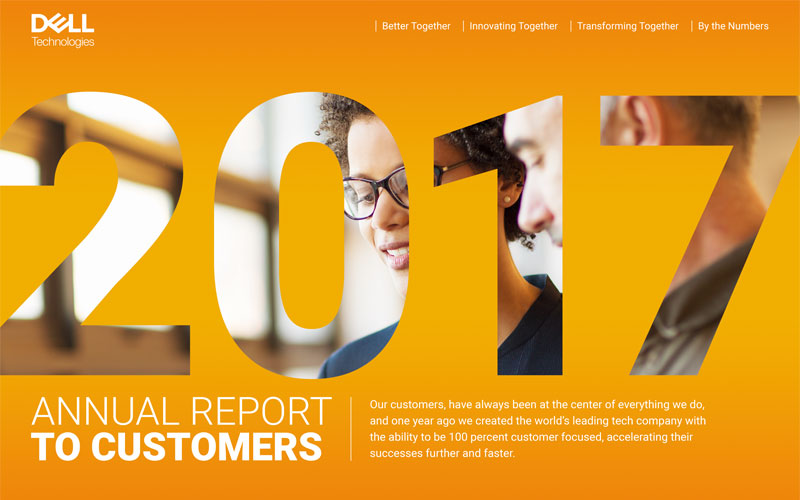 DELL
Technologies
Better Together
Innovating Together
Transforming Together
By the Numbers
2017
ANNUAL REPORT
TO CUSTOMERS
Our customers, have always been at the center of everything we do,
and one year ago we created the world's leading tech company with
the ability to be 100 percent customer focused, accelerating their
successes further and faster.